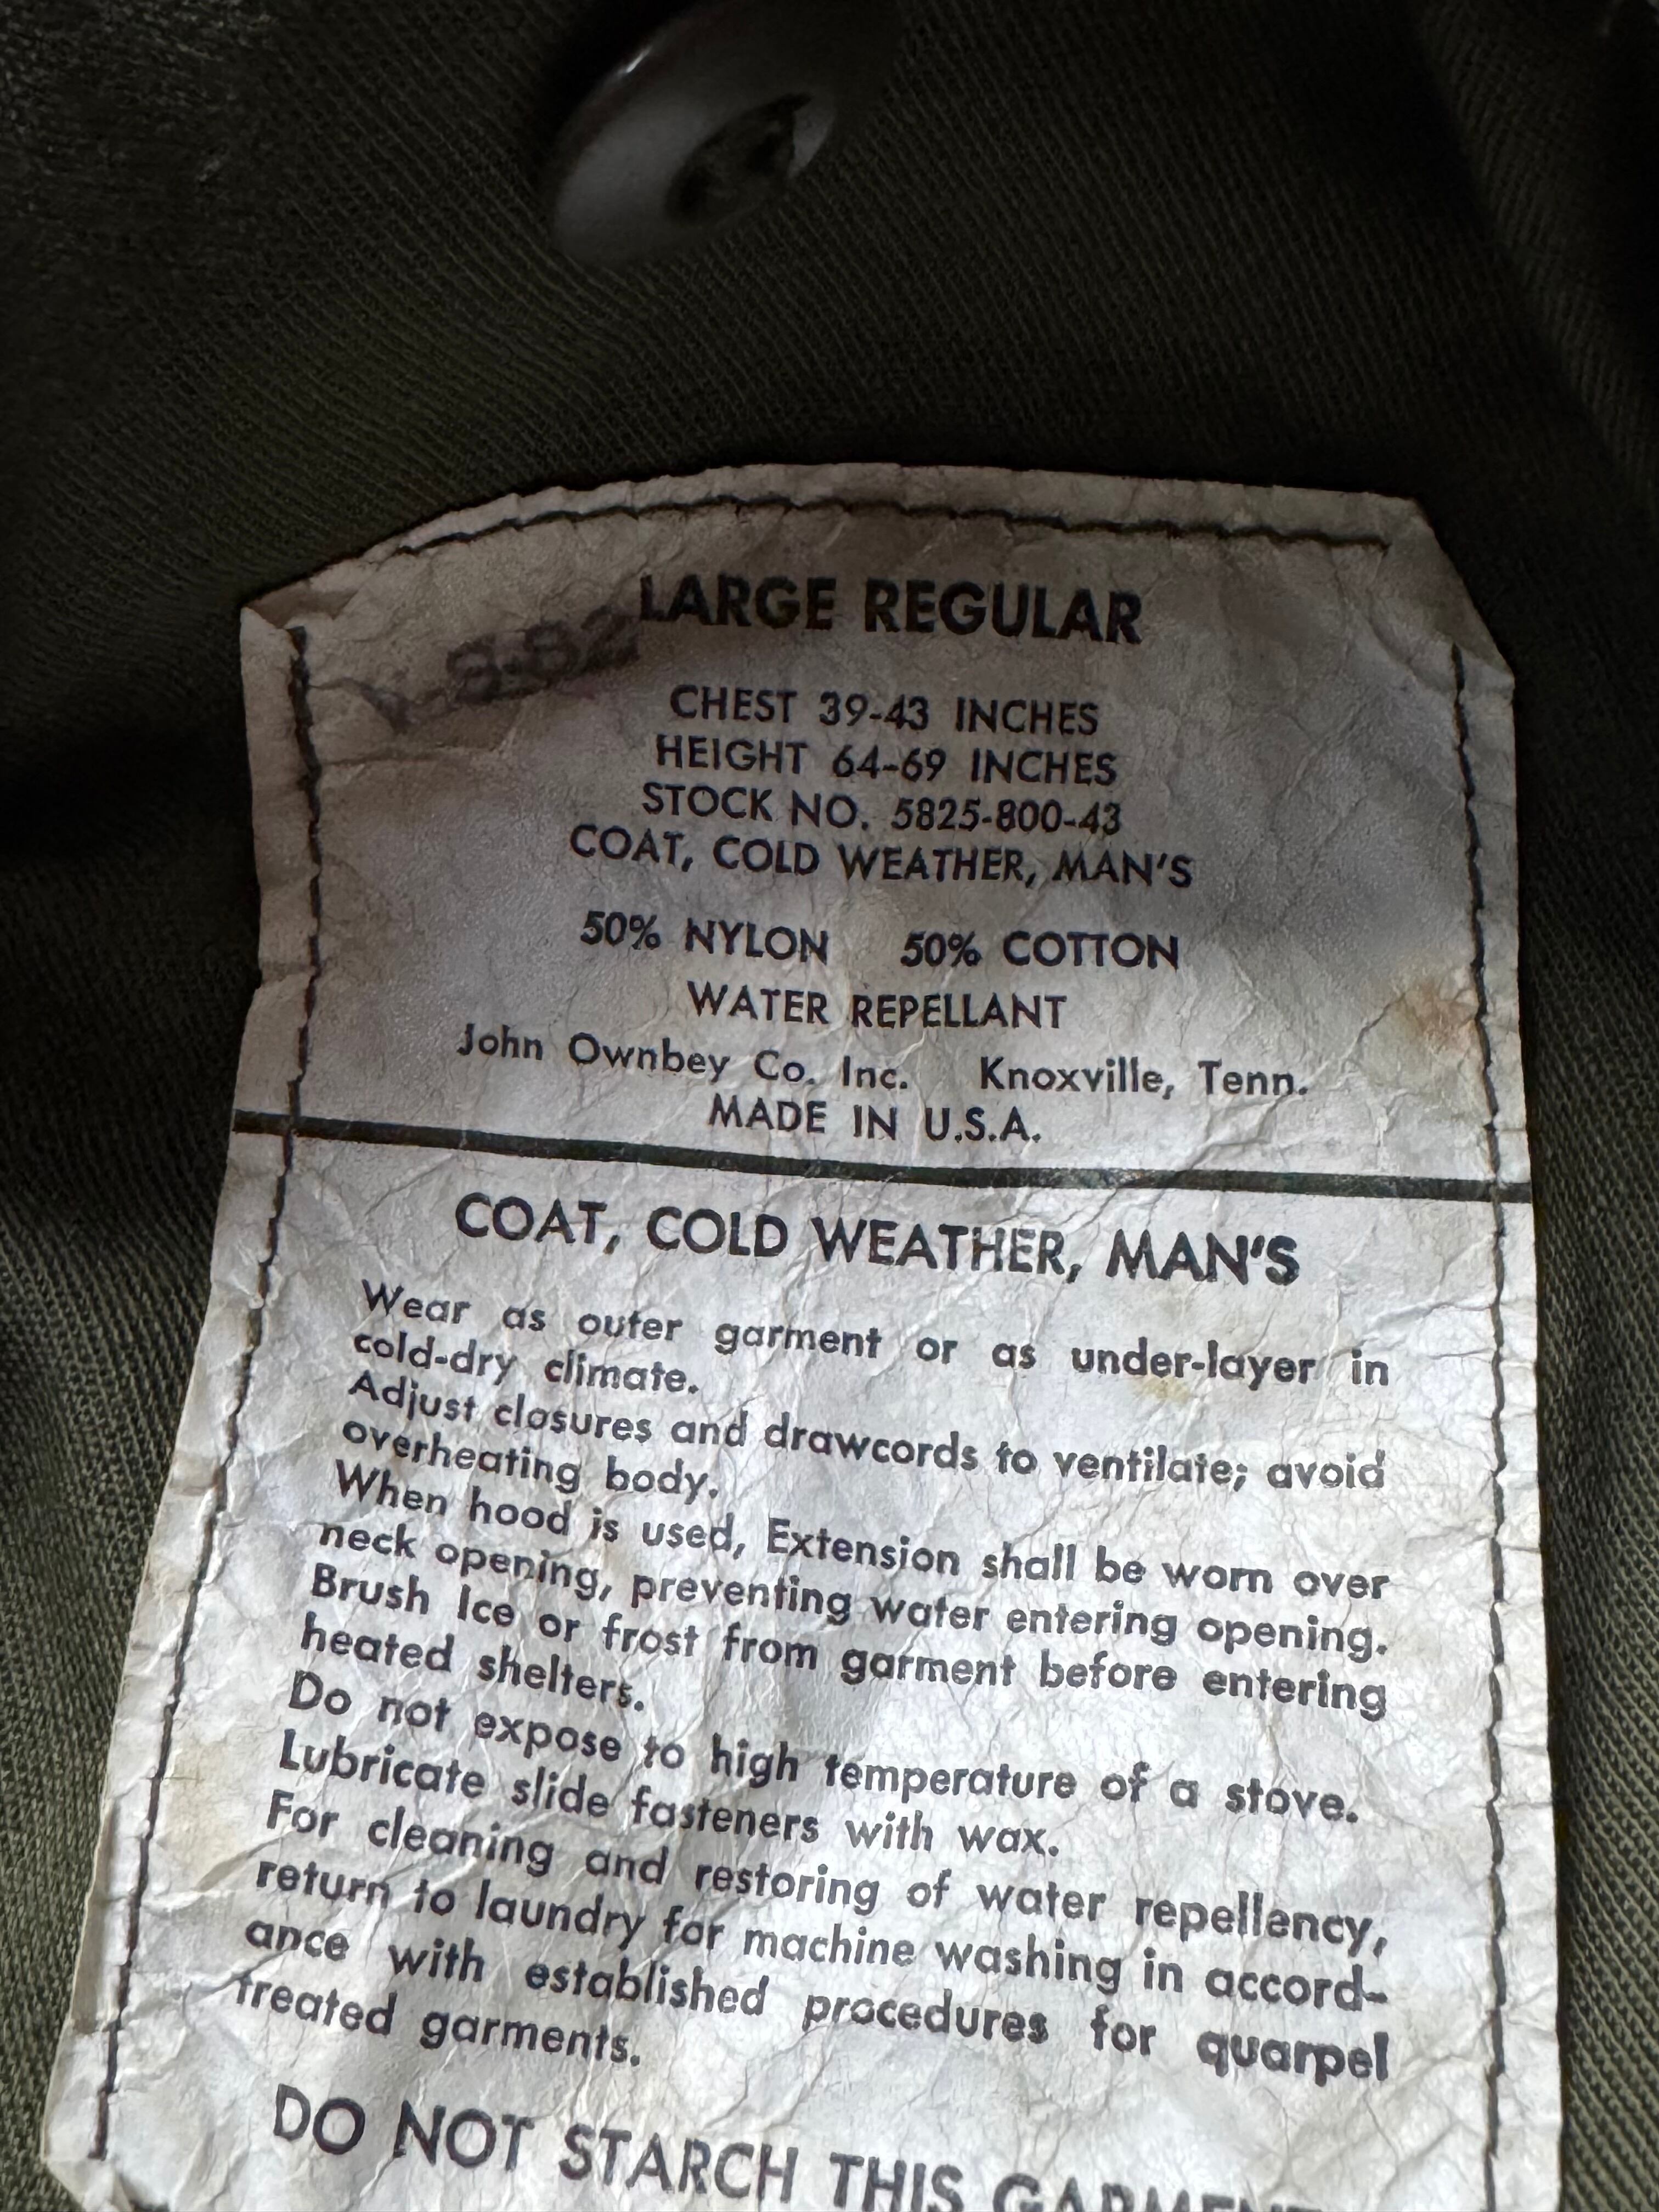 LARGE REGULAR
8-82
CHEST 39-43 INCHES
HEIGHT 64-69 INCHES
STOCK NO. 5825-800-43
COAT, COLD WEATHER, MAN'S
50% NYLON 50% COTTON
WATER REPELLANT
John Ownbey Co. Inc. Knoxville, Tenn.
MADE IN U.S.A.
COAT, COLD WEATHER, MAN'S
Wear as outer garment or as under-layer in
cold-dry climate.
Adjust closures and drawcords to ventilate; avoid
overheating body.
When hood is used, Extension shall be worn over
neck opening, preventing water entering opening.
Brush Ice or frost from garment before entering
heated shelters.
Do not expose to high temperature of a stove.
Lubricate slide fasteners with wax.
For cleaning and restoring of water repellency,
return to laundry for machine washing in accord-
ance with established procedures for quarpel
treated garments.
DO NOT STARCH THIS